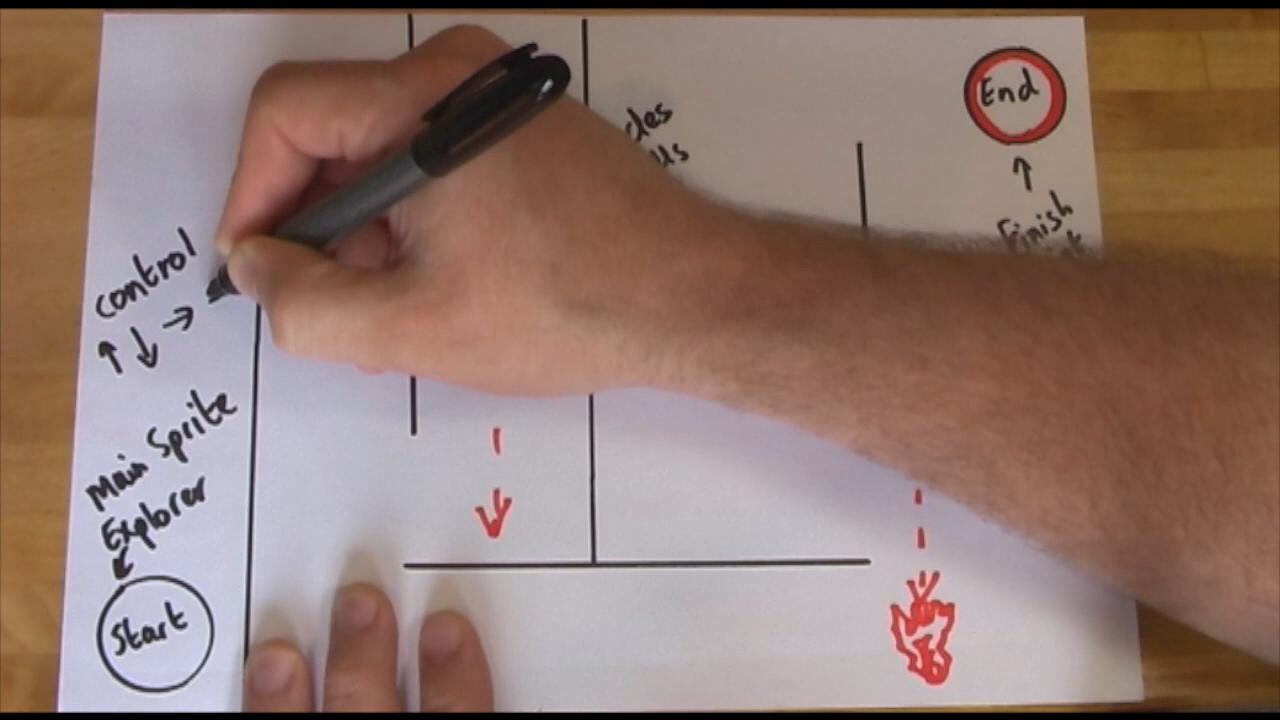 End
Finish
control
↑ ↓ →
Main Sprite
Explorer
Start